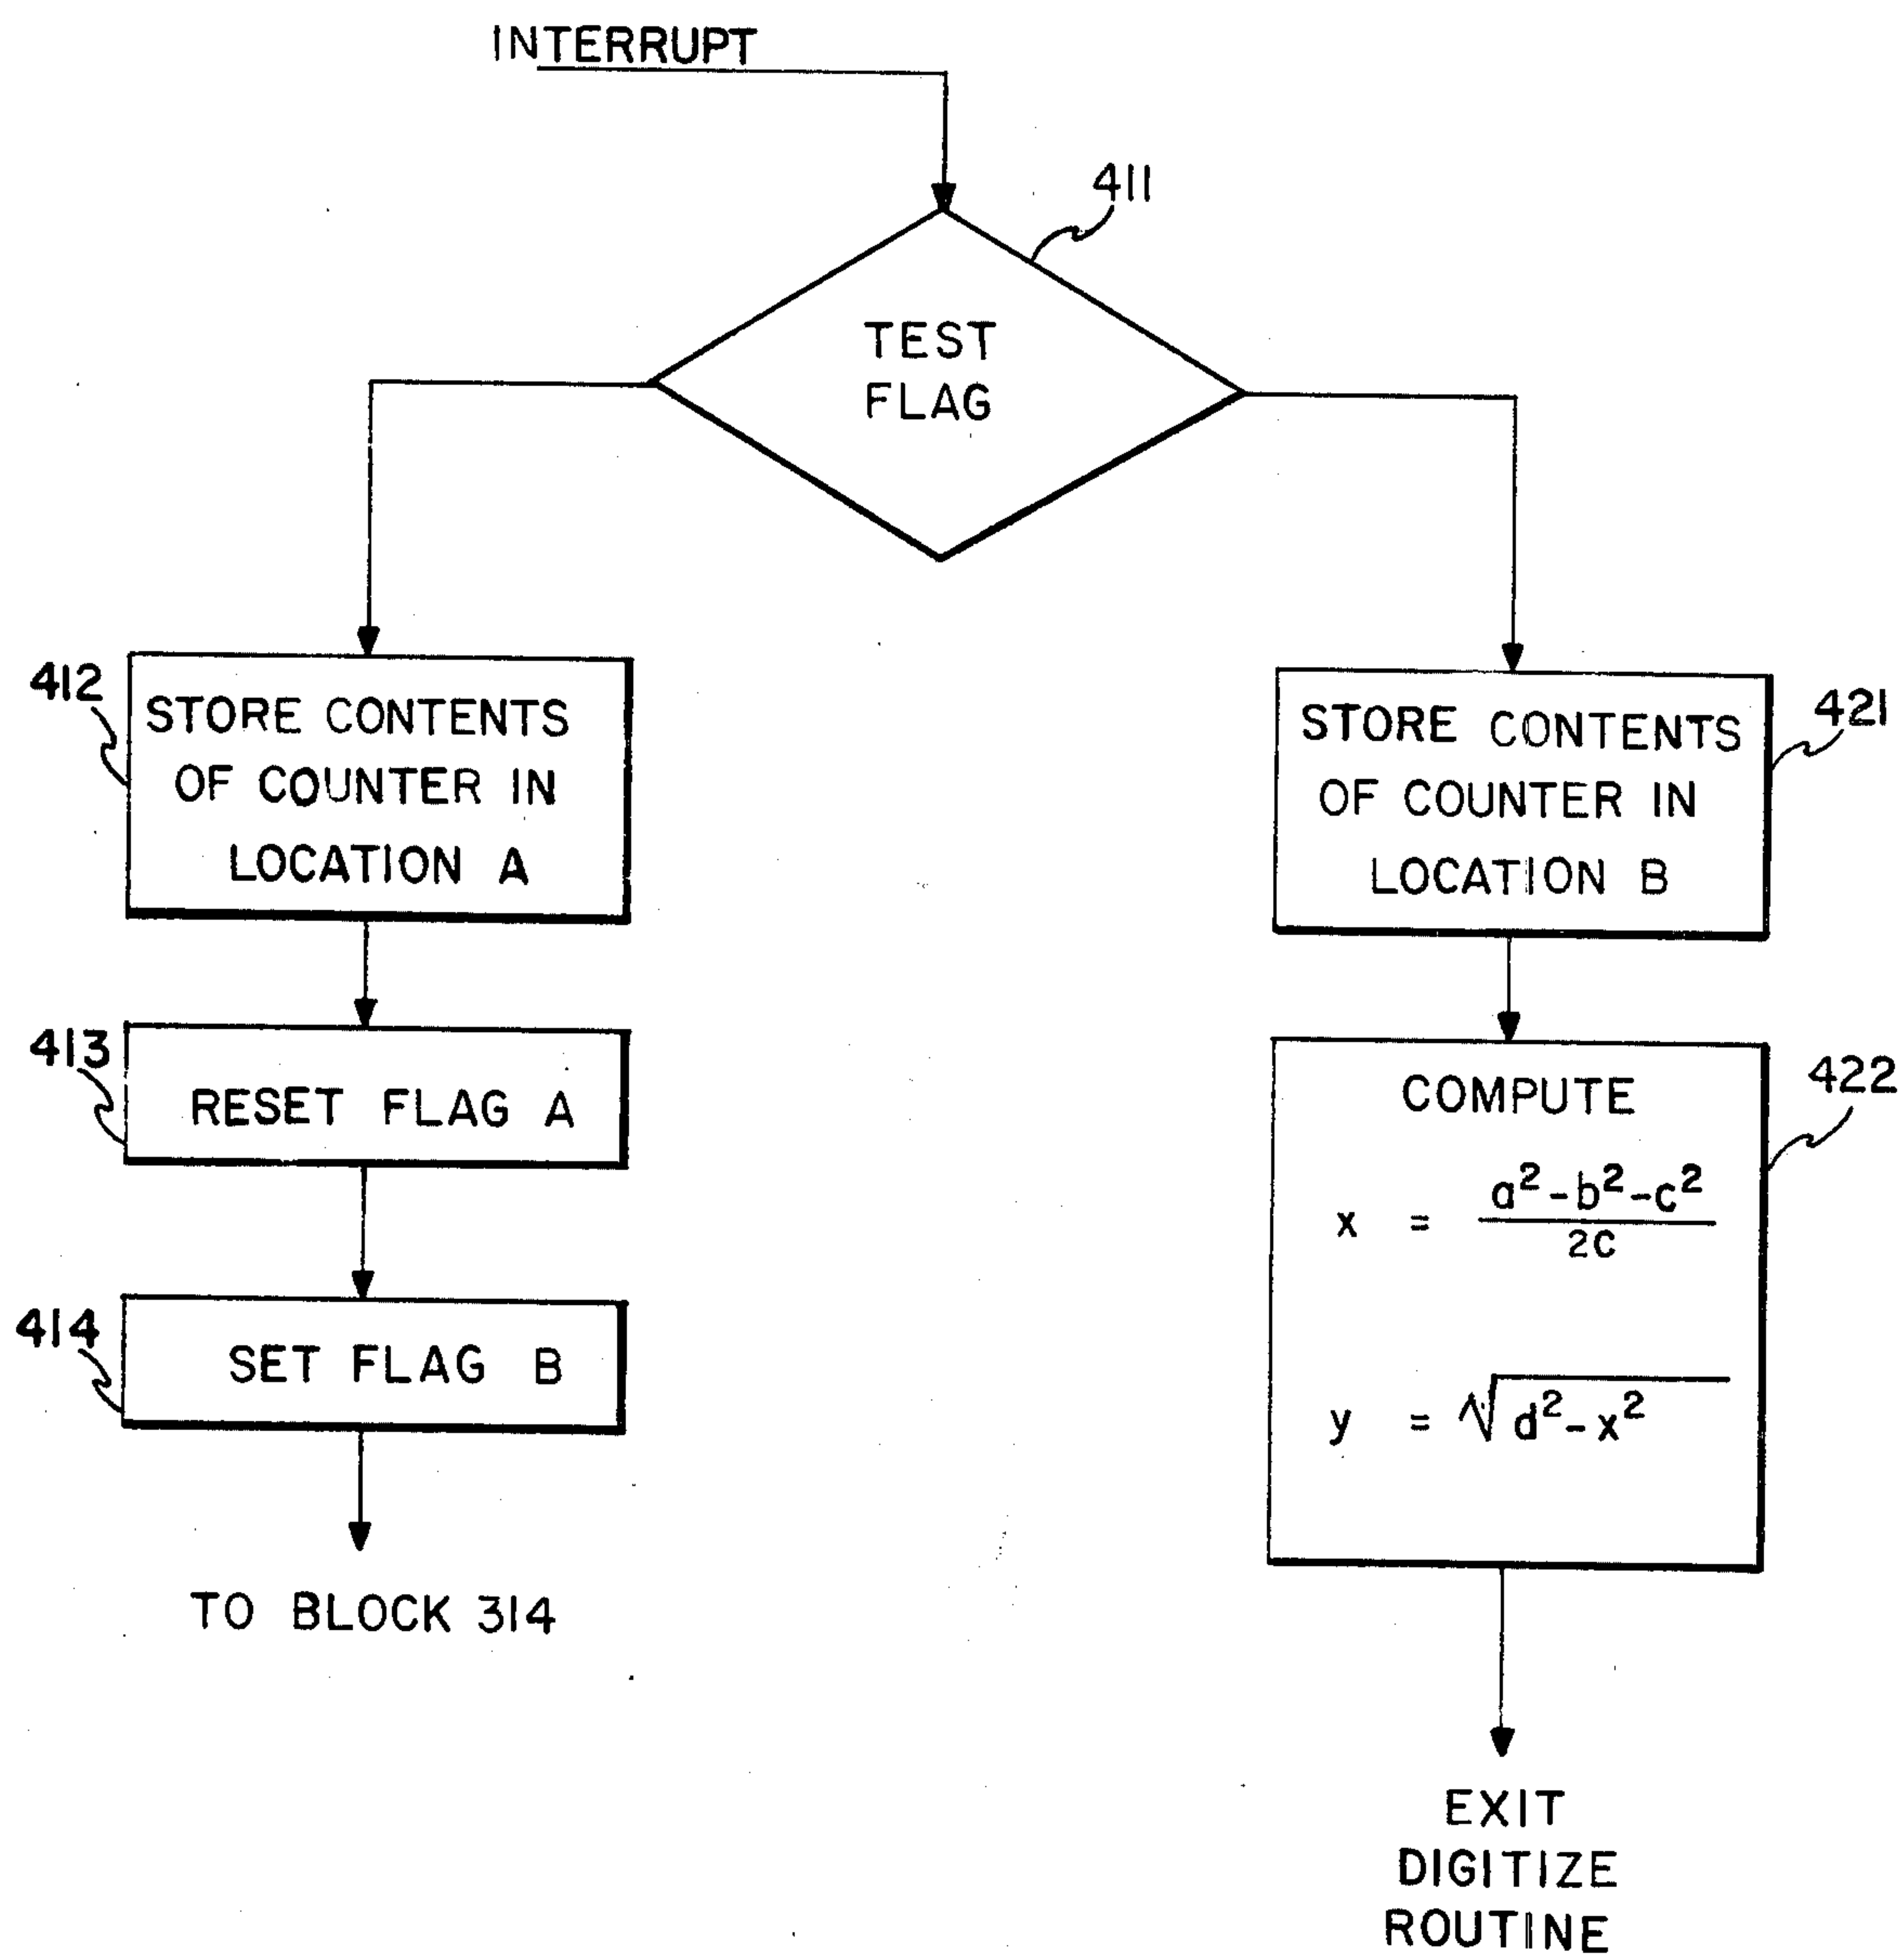 INTERRUPT
411
TEST
FLAG
412
STORE CONTENTS
OF COUNTER IN
LOCATION A
413
RESET FLAG A
414
SET FLAG B
TO BLOCK 314
421
STORE CONTENTS
OF COUNTER IN
LOCATION B
422
COMPUTE
x = a²-b²-c² / 2c
y = √d²-x²
EXIT
DIGITIZE
ROUTINE